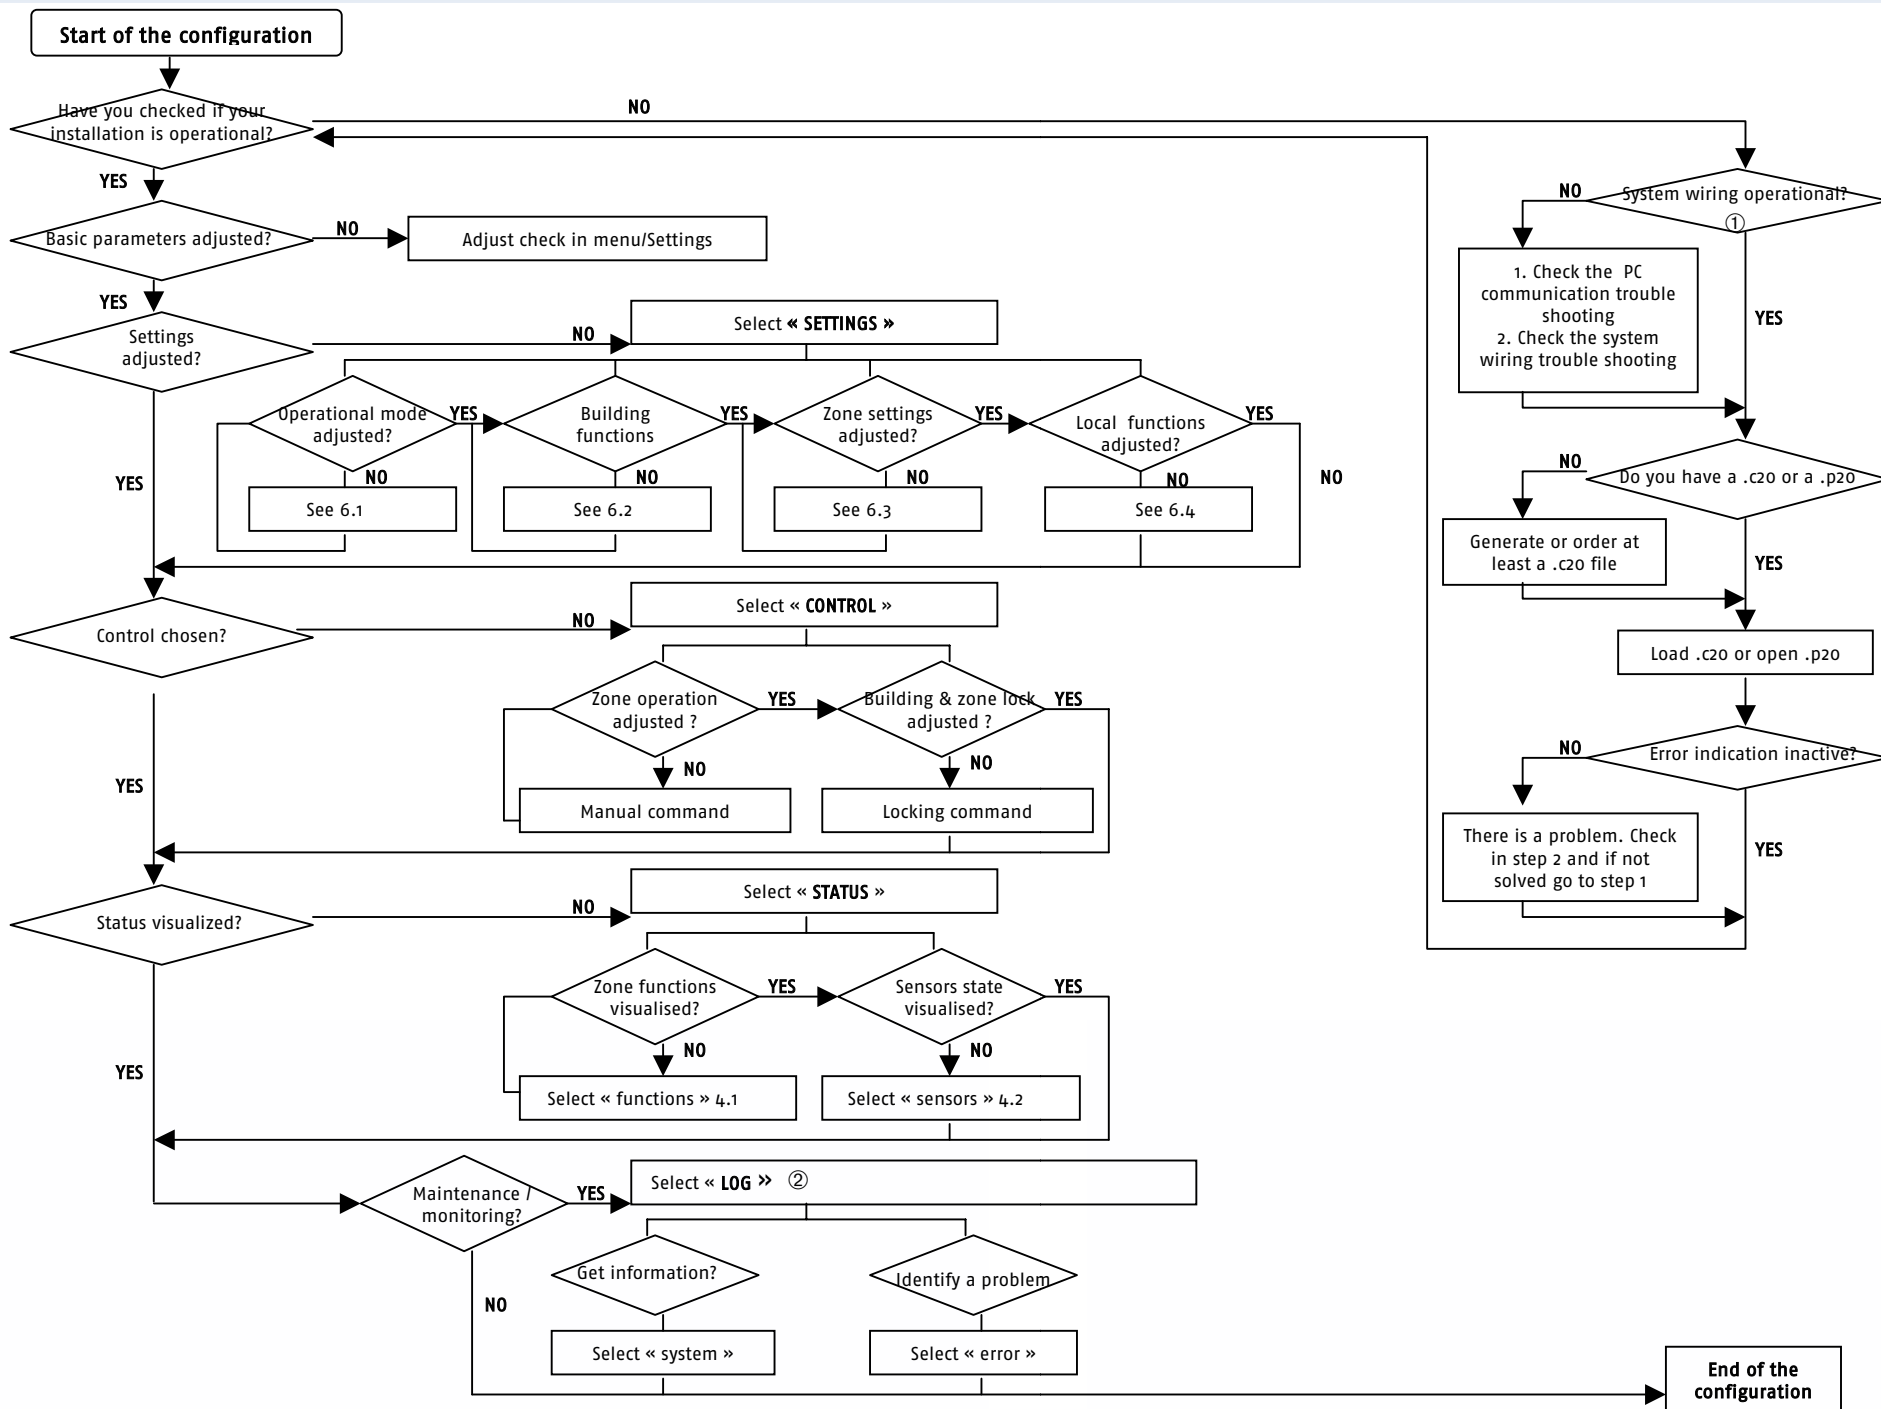 Start of the configuration
NO
Have you checked if your
installation is operational?
YES
Basic parameters adjusted?
NO
Adjust check in menu/Settings
YES
Settings
adjusted?
NO
Select « SETTINGS »
Operational mode
adjusted?
YES
Building
functions
YES
Zone settings
adjusted?
YES
Local functions
adjusted?
YES
NO
NO
NO
NO
NO
YES
See 6.1
See 6.2
See 6.3
See 6.4
Control chosen?
NO
Select « CONTROL »
Zone operation
adjusted ?
YES
Building & zone lock
adjusted ?
YES
NO
NO
YES
Manual command
Locking command
Status visualized?
NO
Select « STATUS »
Zone functions
visualised?
YES
Sensors state
visualised?
YES
NO
NO
YES
Select « functions » 4.1
Select « sensors » 4.2
Maintenance /
monitoring?
YES
Select « LOG » ②
Get information?
Identify a problem
NO
Select « system »
Select « error »
System wiring operational?
①
NO
1. Check the PC
communication trouble
shooting
2. Check the system
wiring trouble shooting
YES
Do you have a .c20 or a .p20
NO
Generate or order at
least a .c20 file
YES
Load .c20 or open .p20
Error indication inactive?
NO
There is a problem. Check
in step 2 and if not
solved go to step 1
YES
End of the
configuration